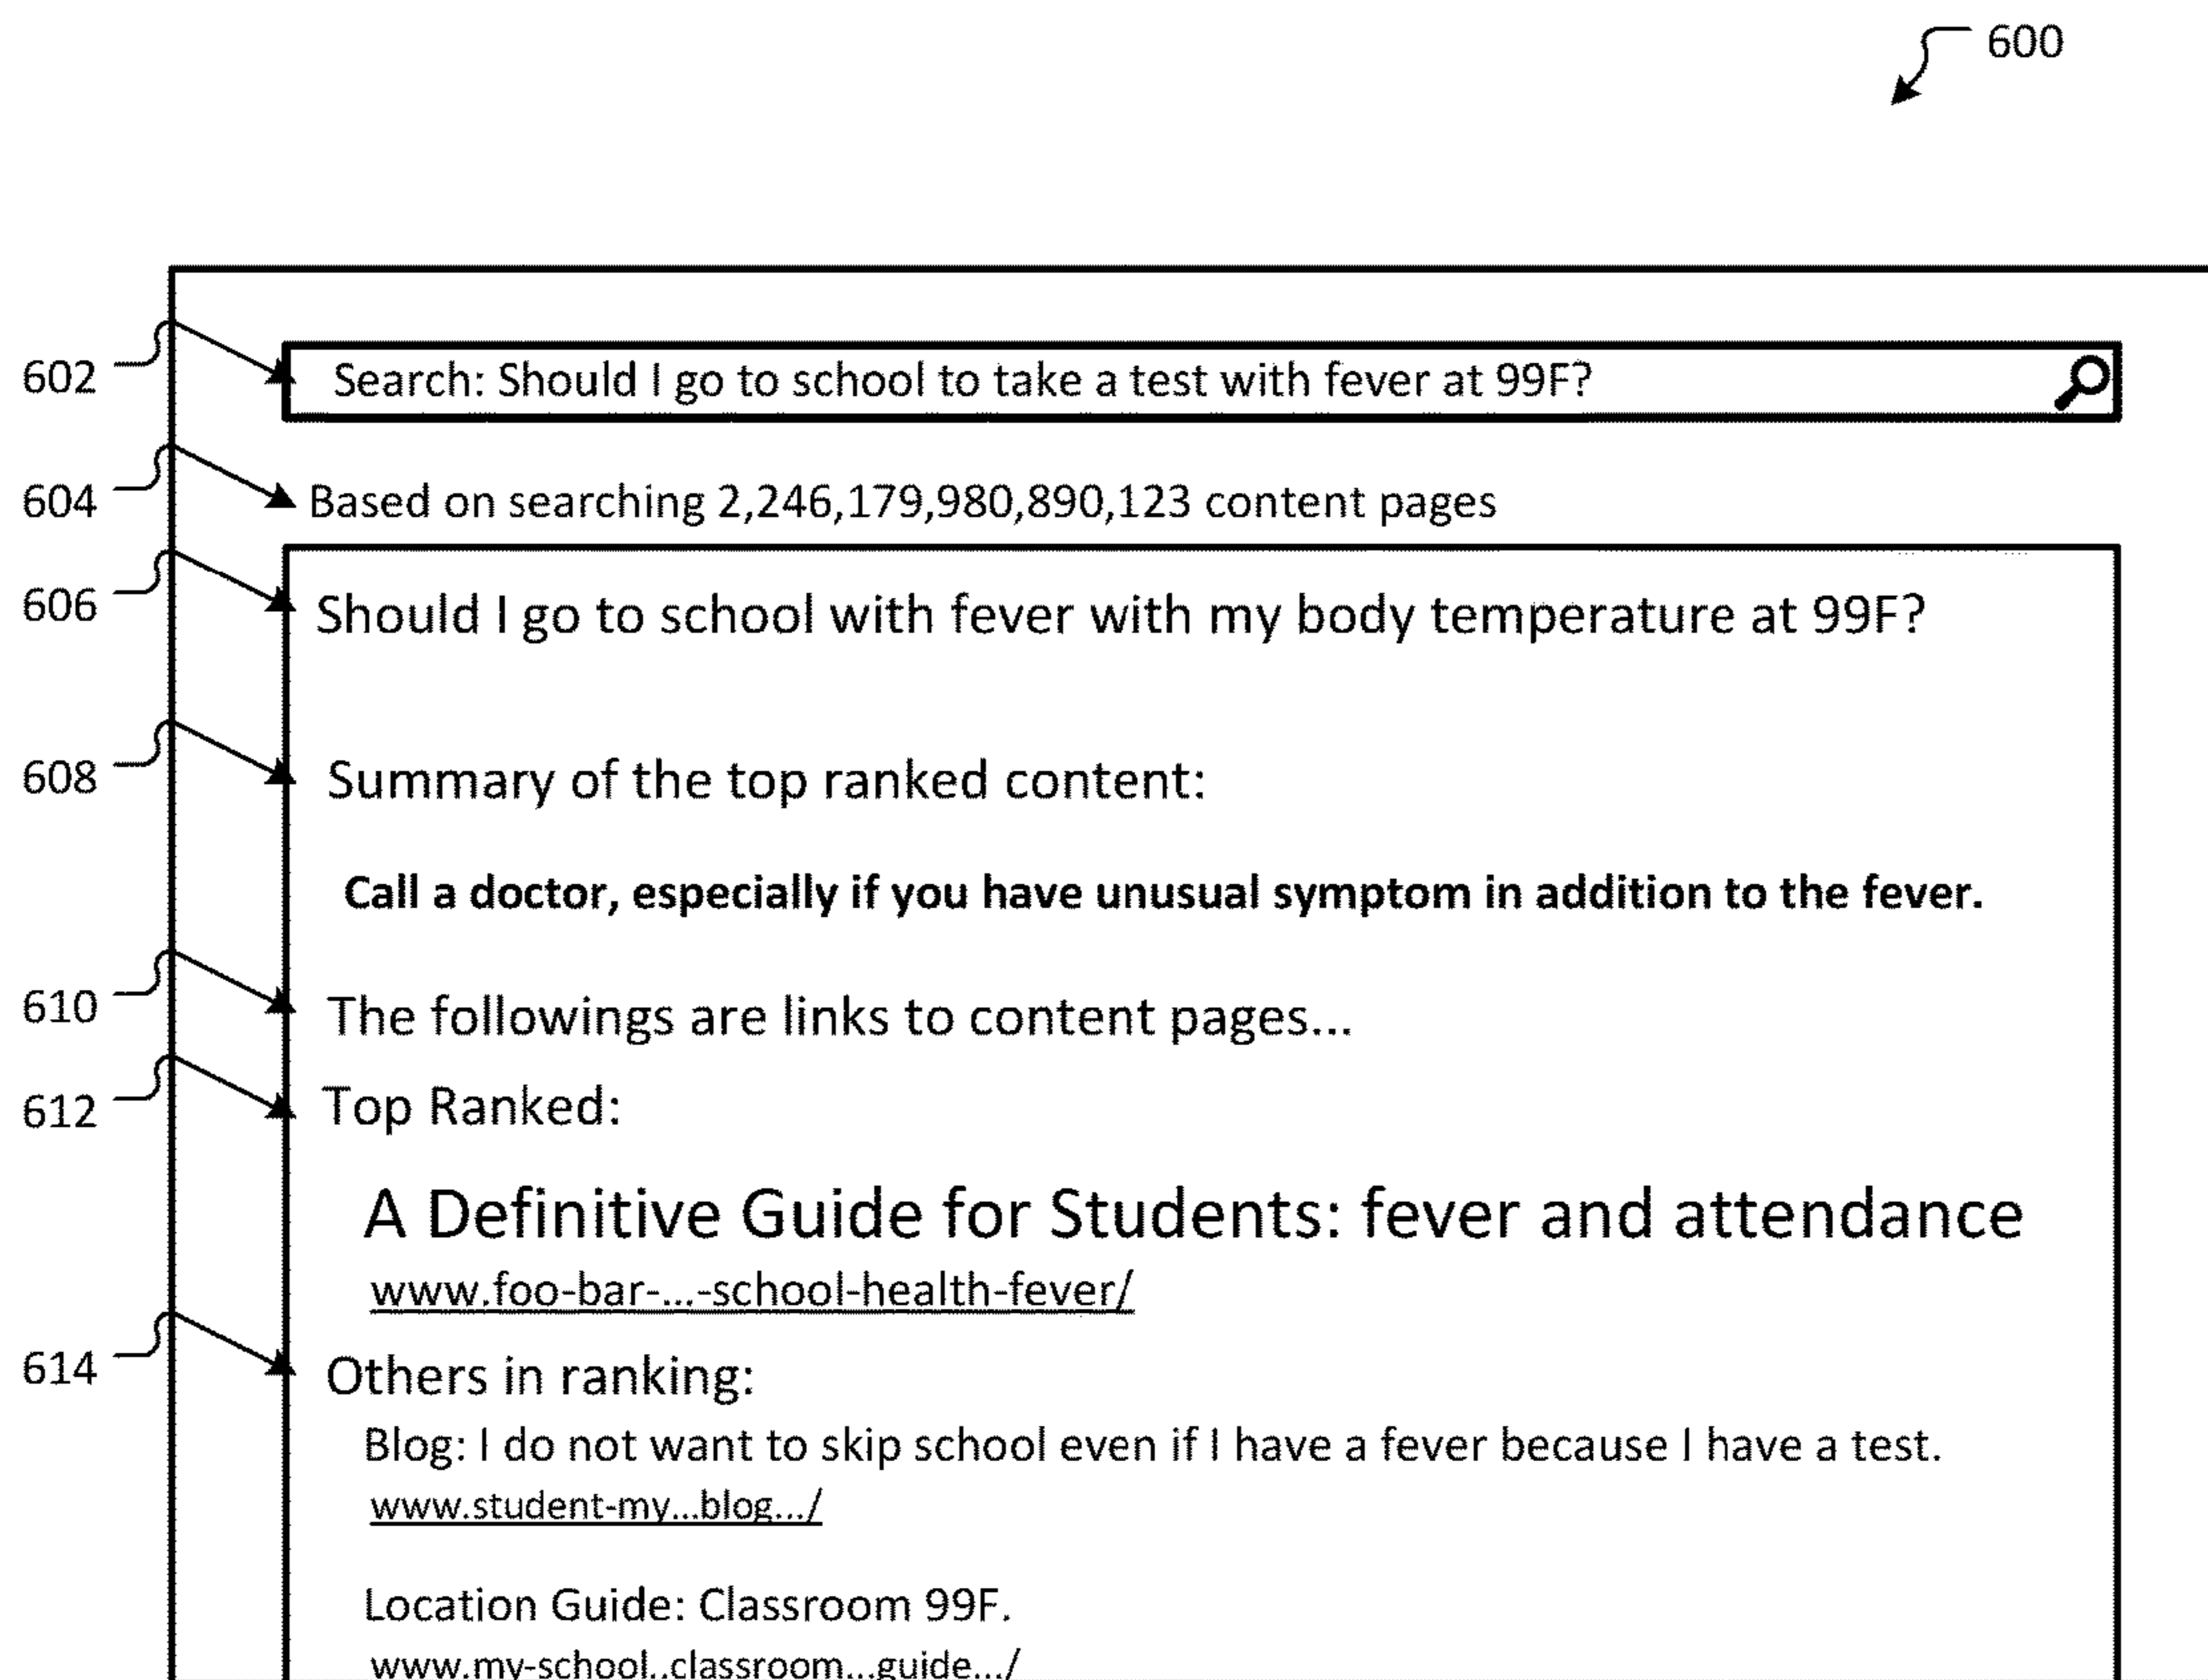 600
602
Search: Should I go to school to take a test with fever at 99F?
604
Based on searching 2,246,179,980,890,123 content pages
606
Should I go to school with fever with my body temperature at 99F?
608
Summary of the top ranked content:
Call a doctor, especially if you have unusual symptom in addition to the fever.
610
The followings are links to content pages...
612
Top Ranked:
A Definitive Guide for Students: fever and attendance
www.foo-bar-...-school-health-fever/
614
Others in ranking:
Blog: I do not want to skip school even if I have a fever because I have a test.
www.student-my...blog.../
Location Guide: Classroom 99F.
www.my-school..classroom...guide.../